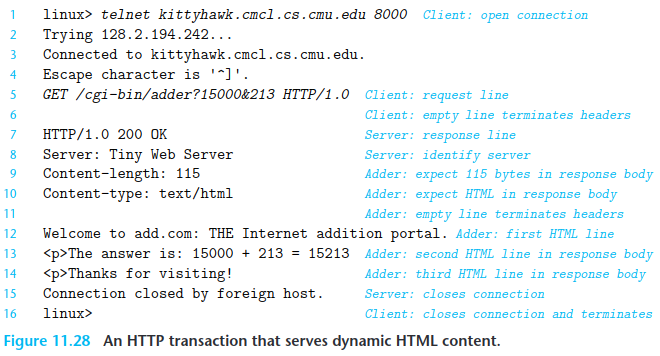 1 linux> telnet kittyhawk.cmcl.cs.cmu.edu 8000 Client: open connection
2 Trying 128.2.194.242...
3 Connected to kittyhawk.cmcl.cs.cmu.edu.
4 Escape character is '^]'.
5 GET /cgi-bin/adder?15000&213 HTTP/1.0 Client: request line
6 Client: empty line terminates headers
7 HTTP/1.0 200 OK Server: response line
8 Server: Tiny Web Server Server: identify server
9 Content-length: 115 Adder: expect 115 bytes in response body
10 Content-type: text/html Adder: expect HTML in response body
11 Adder: empty line terminates headers
12 Welcome to add.com: THE Internet addition portal. Adder: first HTML line
13 <p>The answer is: 15000 + 213 = 15213 Adder: second HTML line in response body
14 <p>Thanks for visiting! Adder: third HTML line in response body
15 Connection closed by foreign host. Server: closes connection
16 linux> Client: closes connection and terminates
Figure 11.28 An HTTP transaction that serves dynamic HTML content.